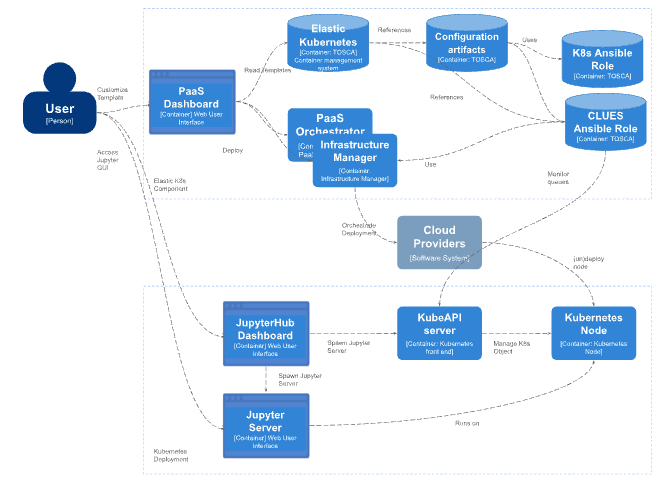 Elastic
Kubernetes
[Container: TOSCA]
Container management
system
References
Configuration
artifacts
[Container: TOSCA]
Uses
K8s Ansible
Role
[Container: TOSCA]
Read Templates
PaaS
Dashboard
[Container] Web User
Interface
Customize
Template
User
[Person]
References
CLUES
Ansible Role
[Container: TOSCA]
PaaS
Orchestrator
Infrastructure
Manager
[Container:
Infrastructure Manager]
Deploy
Use
Access
Jupyter
GUI
Monitor
queues
Elastic K8s
Component
Orchestrate
Deployment
Cloud
Providers
[Software System]
(un)deploy
node
JupyterHub
Dashboard
[Container] Web User
Interface
Spawn Jupyter
Server
KubeAPI
server
[Container: Kubernetes
front end]
Manage K8s
Object
Kubernetes
Node
[Container: Kubernetes
Node]
Spawn Jupyter
Server
Jupyter
Server
[Container] Web User
Interface
Runs on
Kubernetes
Deployment